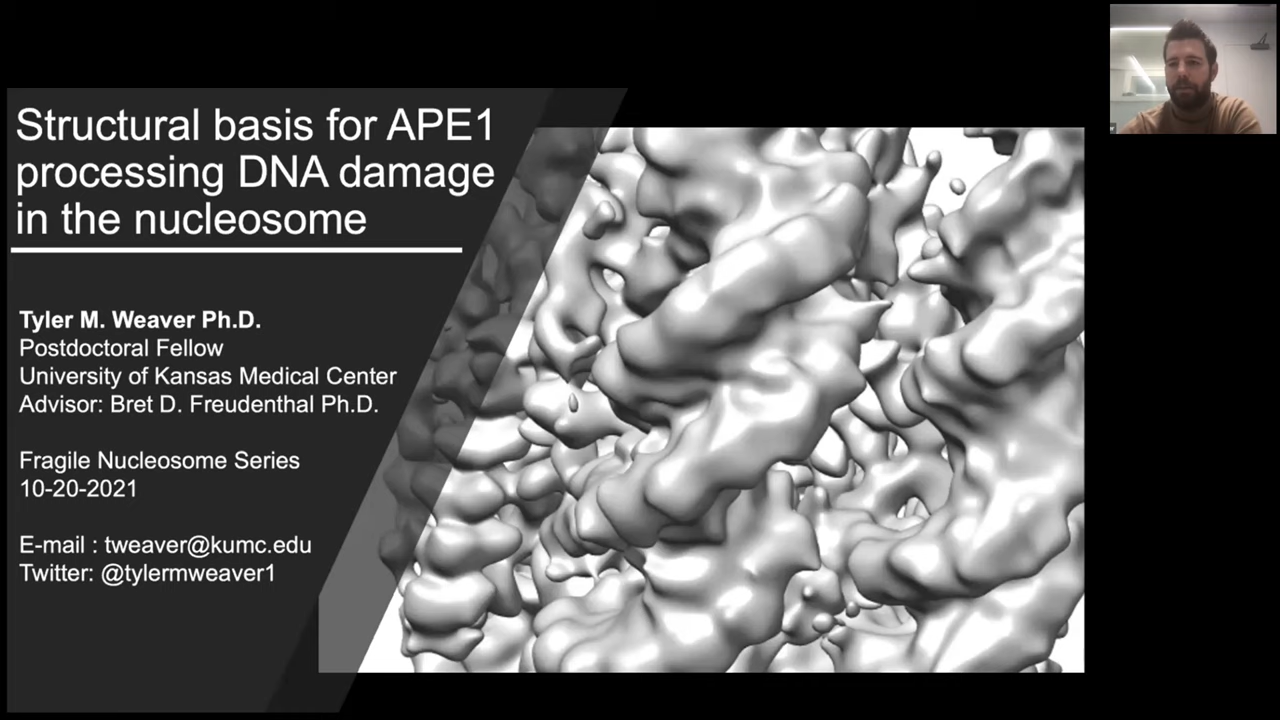 Structural basis for APE1
processing DNA damage
in the nucleosome
Tyler M. Weaver Ph.D.
Postdoctoral Fellow
University of Kansas Medical Center
Advisor: Bret D. Freudenthal Ph.D.
Fragile Nucleosome Series
10-20-2021
E-mail : tweaver@kumc.edu
Twitter: @tylermweaver1